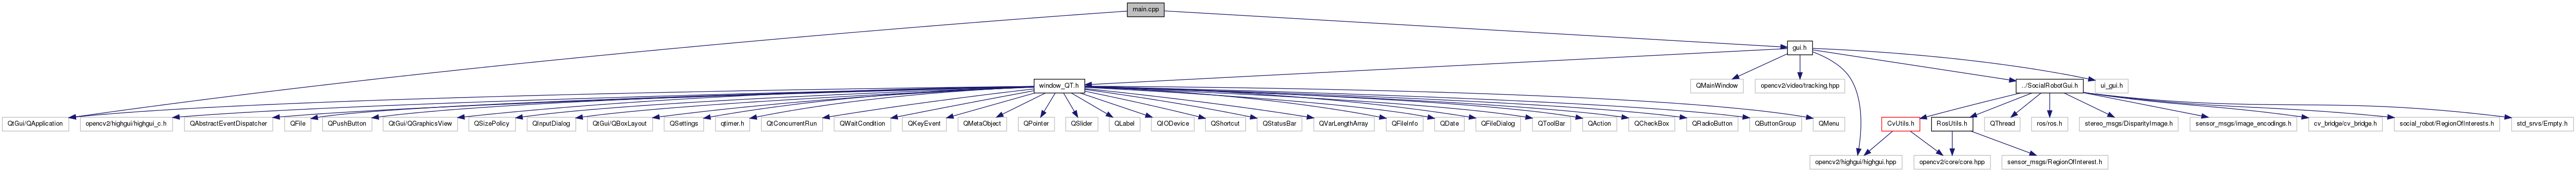 main.cpp
gui.h
window_QT.h
QMainWindow
opencv2/video/tracking.hpp
../SocialRobotGui.h
ui_gui.h
QtGui/QApplication
opencv2/highgui/highgui_c.h
QAbstractEventDispatcher
QFile
QPushButton
QtGui/QGraphicsView
QSizePolicy
QInputDialog
QtGui/QBoxLayout
QSettings
qtimer.h
QtConcurrentRun
QWaitCondition
QKeyEvent
QMetaObject
QPointer
QSlider
QLabel
QIODevice
QShortcut
QStatusBar
QVarLengthArray
QFileInfo
QDate
QFileDialog
QToolBar
QAction
QCheckBox
QRadioButton
QButtonGroup
QMenu
CvUtils.h
RosUtils.h
QThread
ros/ros.h
stereo_msgs/DisparityImage.h
sensor_msgs/image_encodings.h
cv_bridge/cv_bridge.h
social_robot/RegionOfInterests.h
std_srvs/Empty.h
opencv2/highgui/highgui.hpp
opencv2/core/core.hpp
sensor_msgs/RegionOfInterest.h